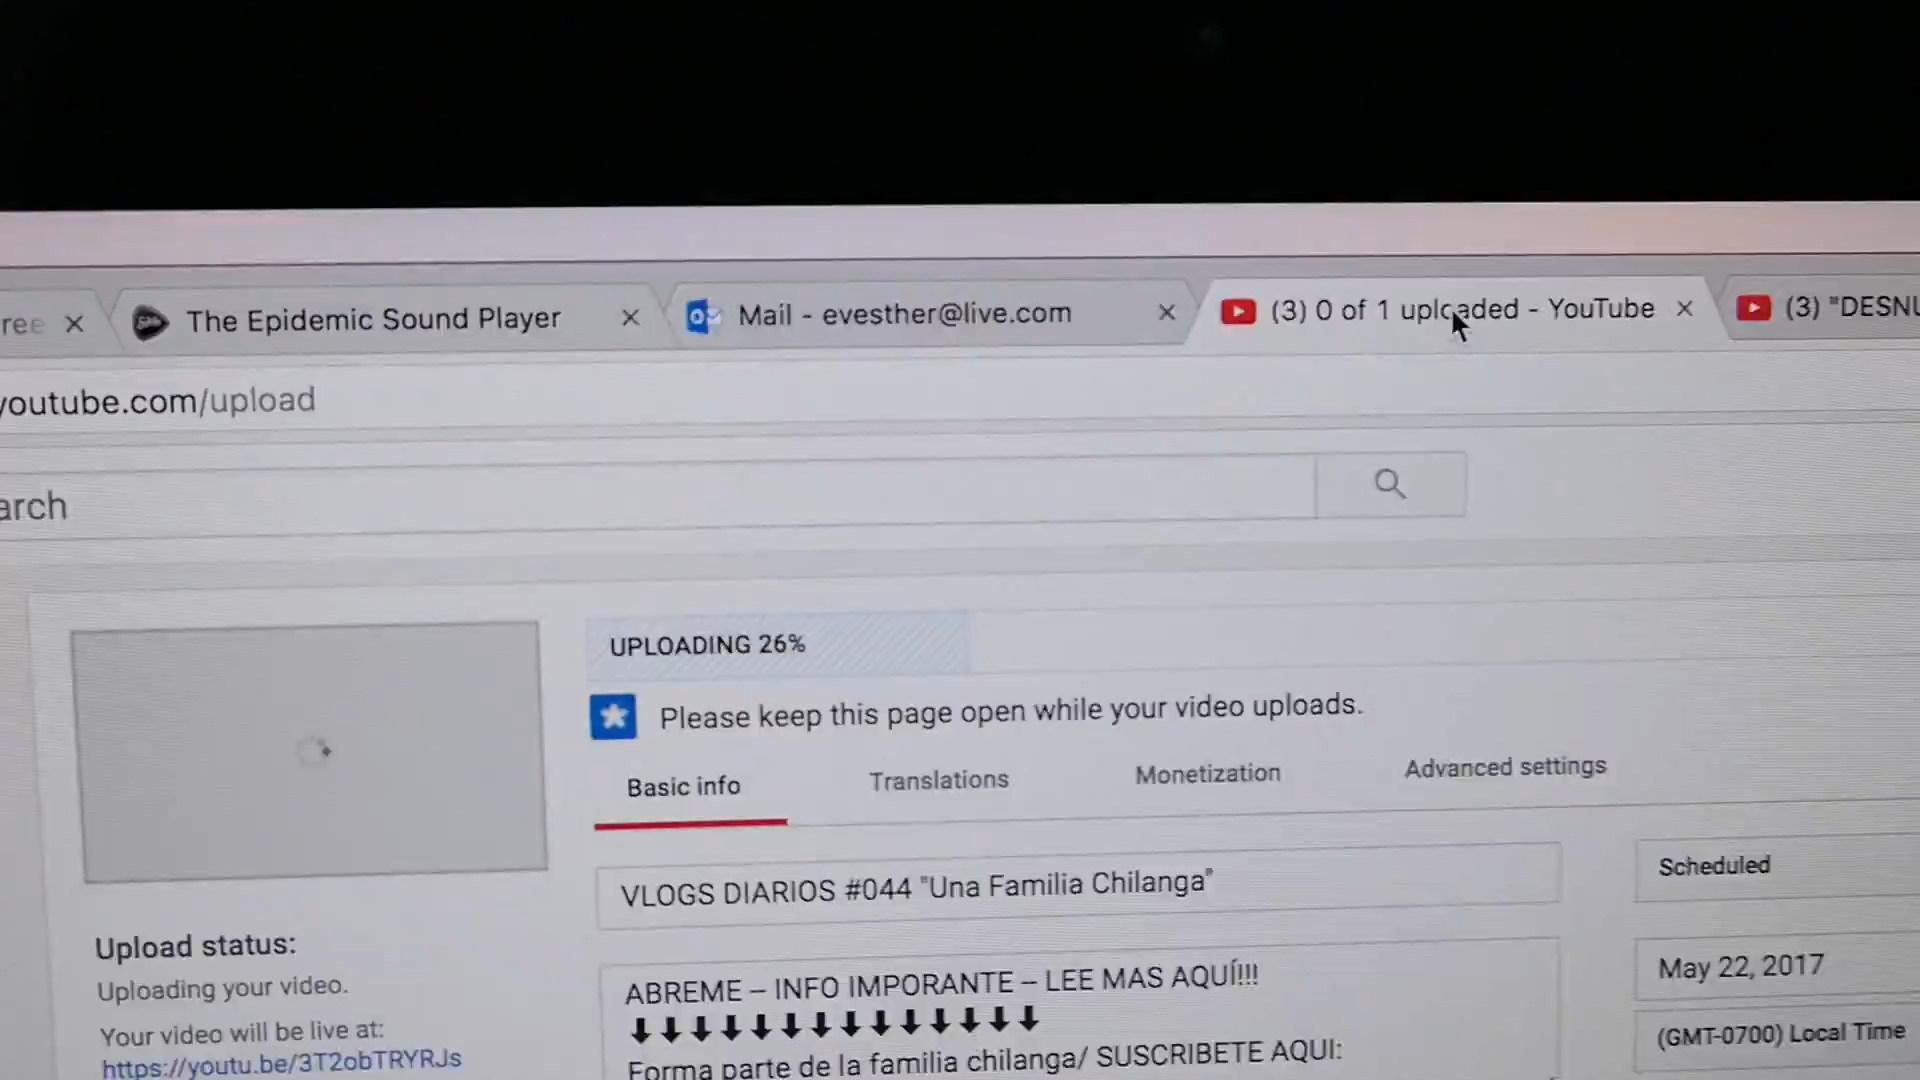 ree
The Epidemic Sound Player
Mail - evesther@live.com
(3) 0 of 1 uploaded - YouTube
(3) "DESNU
youtube.com/upload
arch
UPLOADING 26%
Please keep this page open while your video uploads.
Basic info
Translations
Monetization
Advanced settings
VLOGS DIARIOS #044 "Una Familia Chilanga"
Scheduled
Upload status:
Uploading your video.
Your video will be live at:
https://youtu.be/3T2obTRYRJs
ABREME – INFO IMPORANTE – LEE MAS AQUÍ!!!
⬇⬇⬇⬇⬇⬇⬇⬇⬇⬇⬇⬇⬇⬇
Forma parte de la familia chilanga/ SUSCRIBETE AQUI:
May 22, 2017
(GMT-0700) Local Time